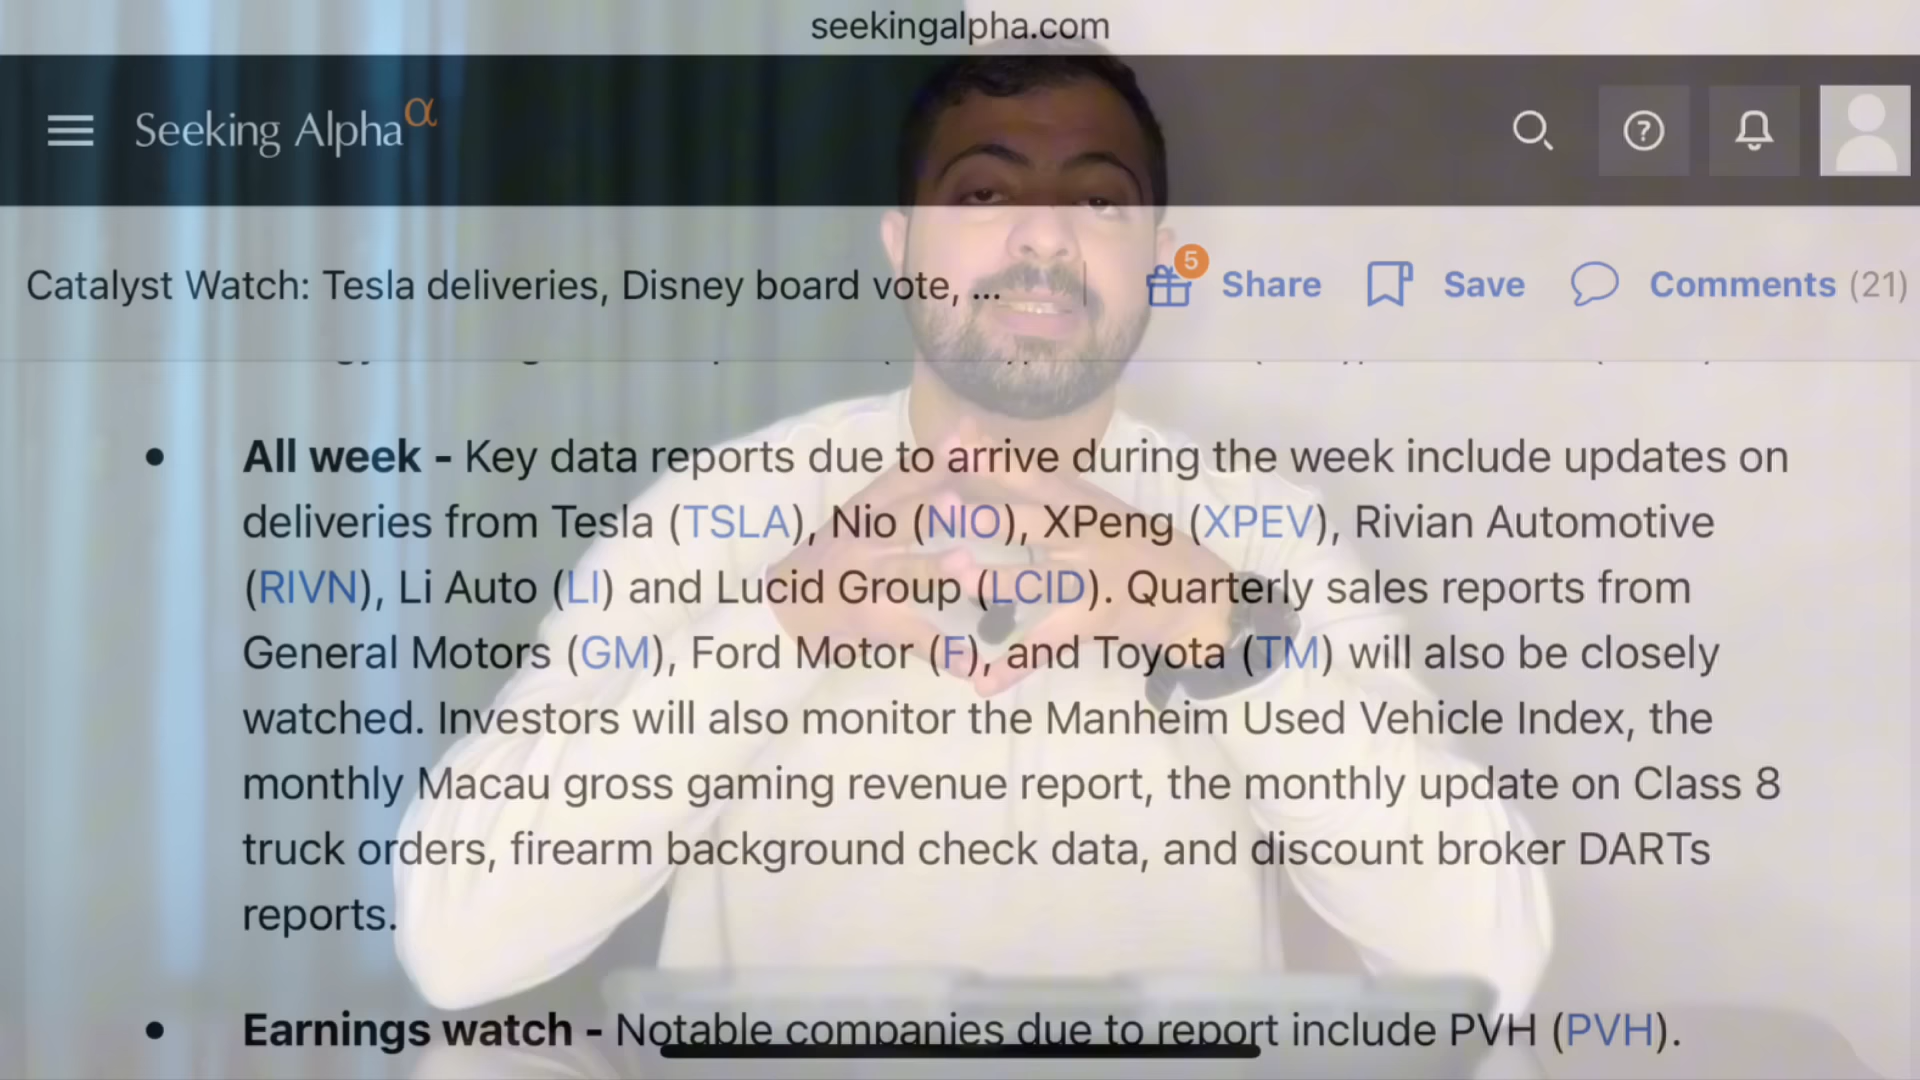 seekingalpha.com
Seeking Alpha α
Catalyst Watch: Tesla deliveries, Disney board vote, ...
5
Share
Save
Comments (21)
All week - Key data reports due to arrive during the week include updates on
deliveries from Tesla (TSLA), Nio (NIO), XPeng (XPEV), Rivian Automotive
(RIVN), Li Auto (LI) and Lucid Group (LCID). Quarterly sales reports from
General Motors (GM), Ford Motor (F), and Toyota (TM) will also be closely
watched. Investors will also monitor the Manheim Used Vehicle Index, the
monthly Macau gross gaming revenue report, the monthly update on Class 8
truck orders, firearm background check data, and discount broker DARTs
reports.
Earnings watch - Notable companies due to report include PVH (PVH).